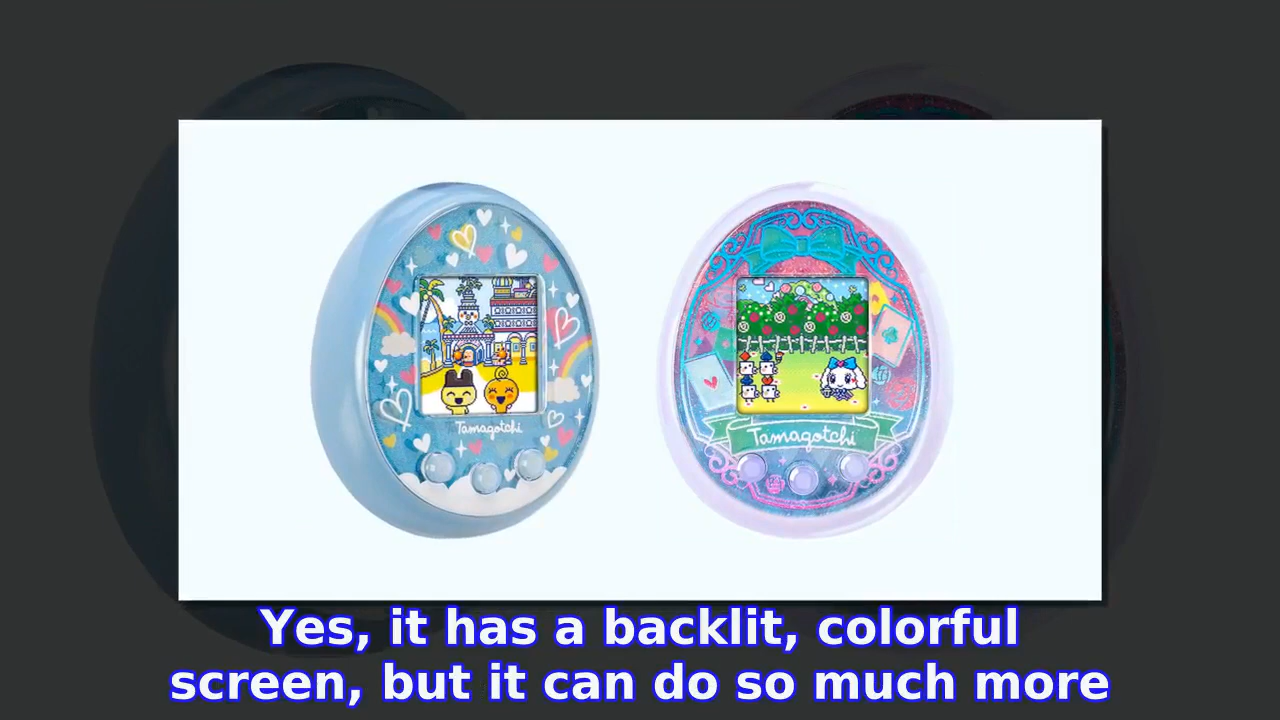 Tamagotchi
Tamagotchi
Yes, it has a backlit, colorful
screen, but it can do so much more